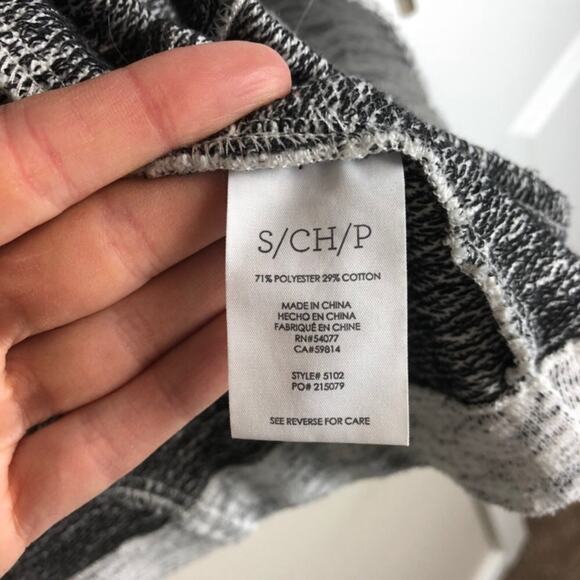 S/CH/P
71% POLYESTER 29% COTTON
MADE IN CHINA
HECHO EN CHINA
FABRIQUÉ EN CHINE
RN#54077
CA#59814
STYLE# 5102
PO# 215079
SEE REVERSE FOR CARE